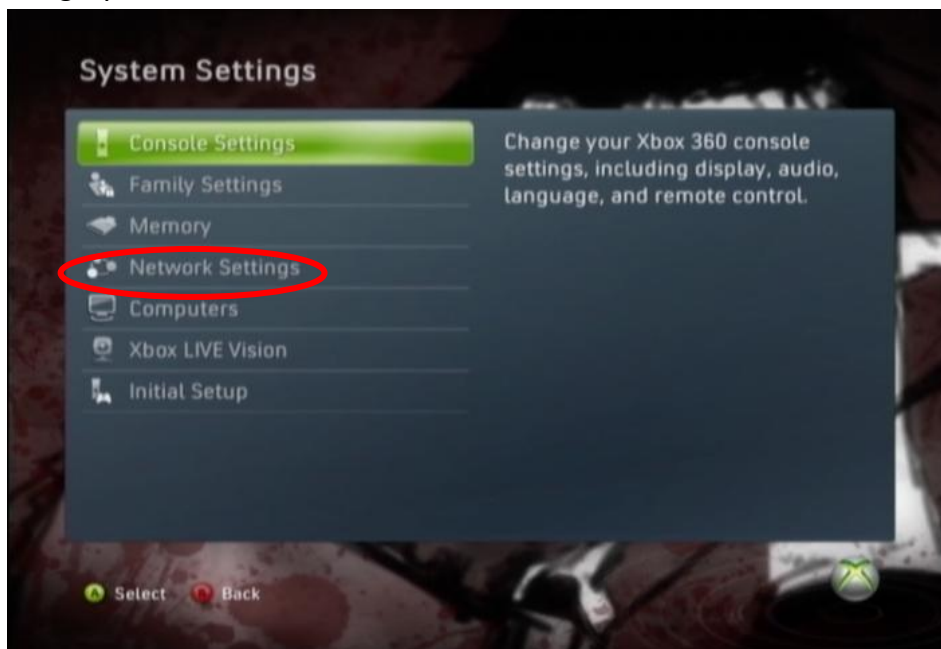 System Settings
Console Settings
Family Settings
Memory
Network Settings
Computers
Xbox LIVE Vision
Initial Setup
Change your Xbox 360 console
settings, including display, audio,
language, and remote control.
A Select B Back